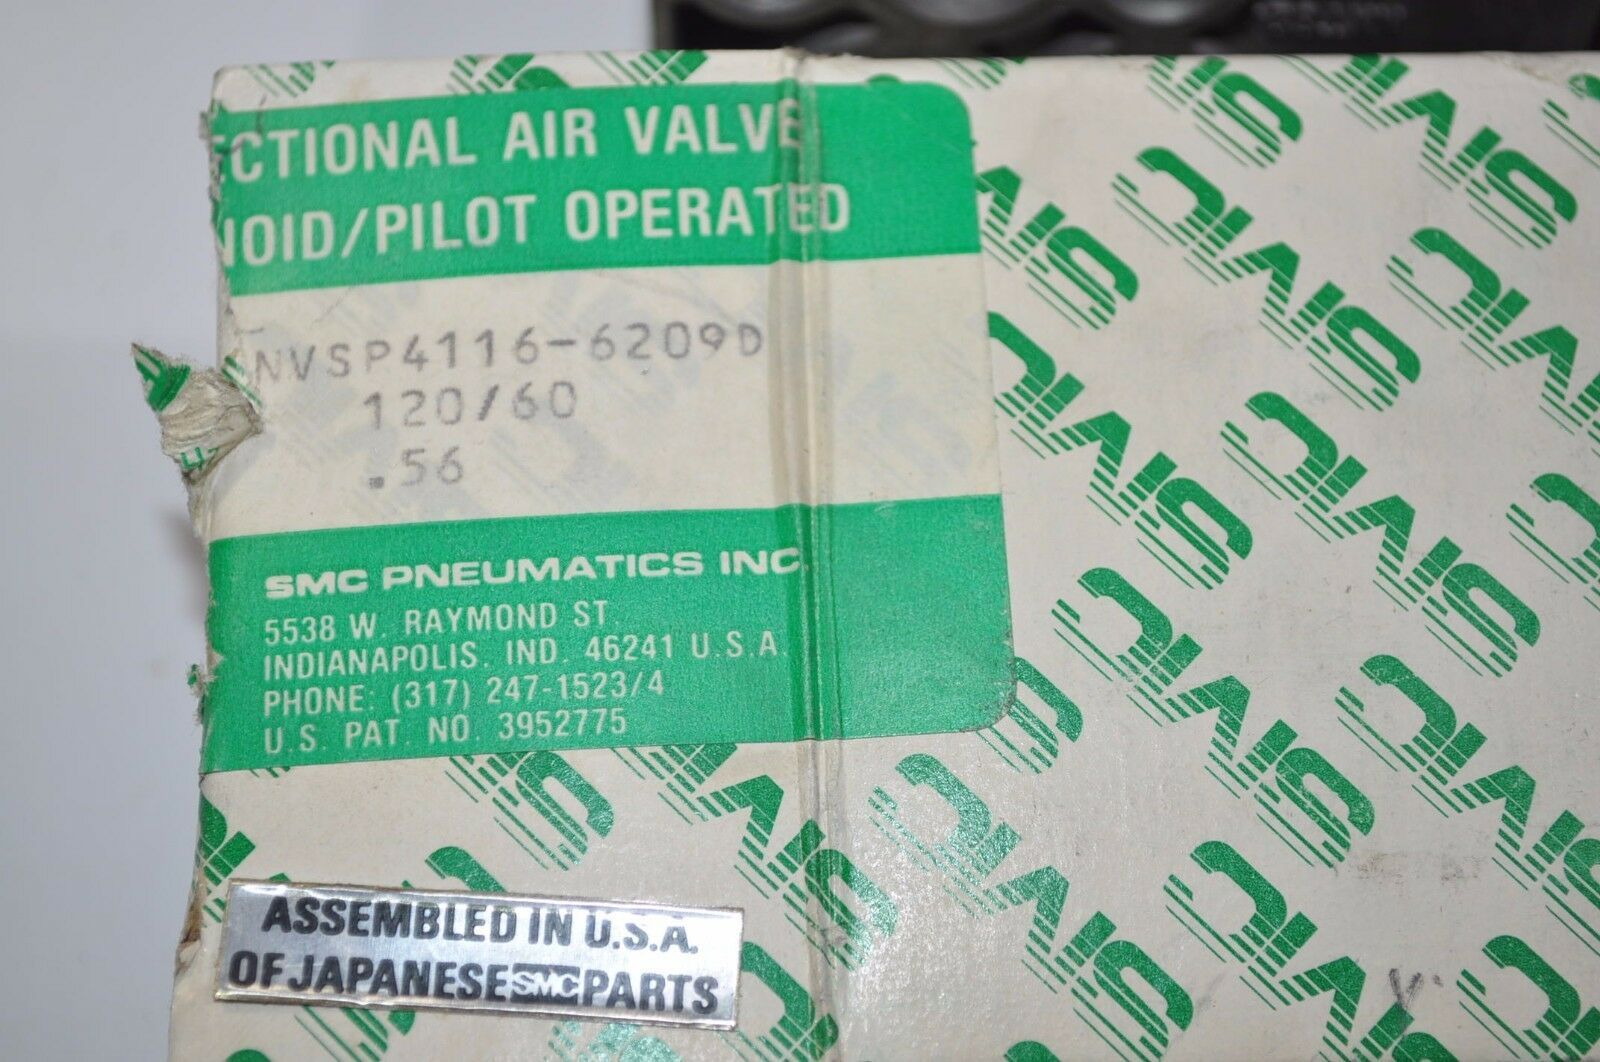 ECTIONAL AIR VALVE
NOID/PILOT OPERATED
NVSP4116-6209D
120/60
.56
SMC PNEUMATICS INC.
5538 W. RAYMOND ST.
INDIANAPOLIS, IND. 46241 U.S.A.
PHONE: (317) 247-1523/4
U.S. PAT. NO. 3952775
ASSEMBLED IN U.S.A.
OF JAPANESE SMC PARTS